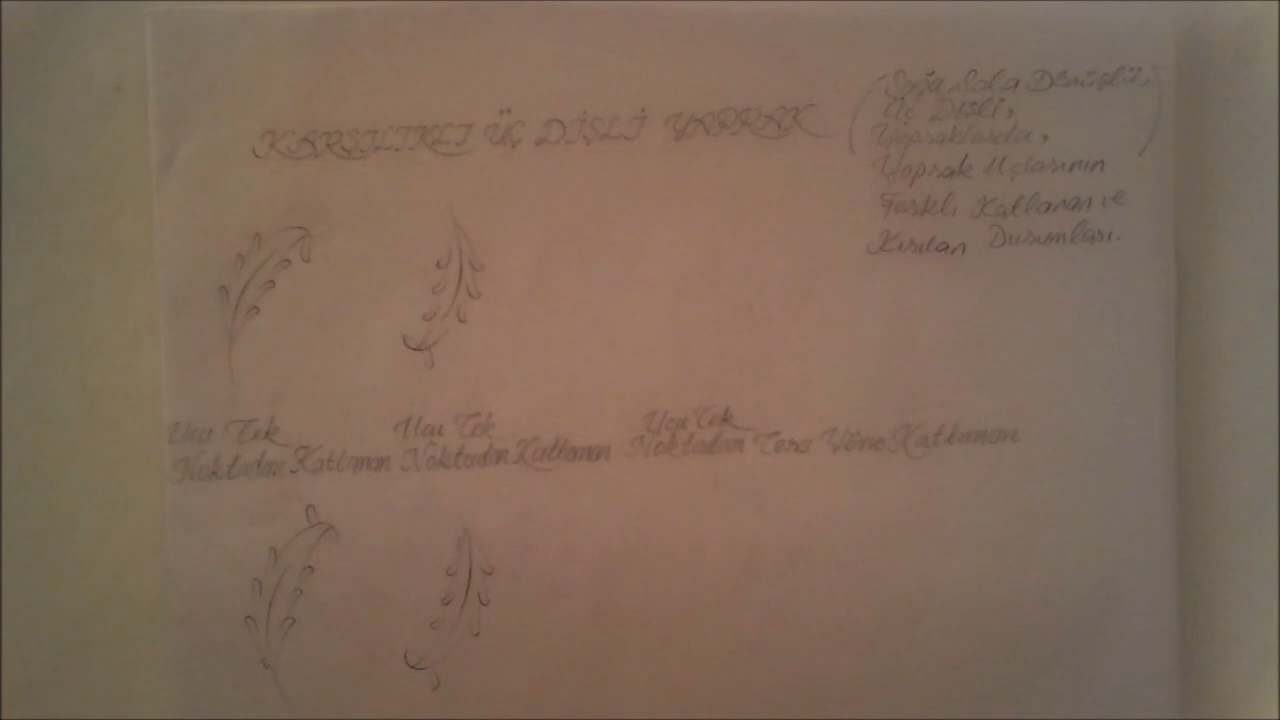 KARŞILIKLI ÜÇ DİŞLİ YAPRAK
(Sağa Sola Dönüşlü,
Üç Dişli,
Yapraklarda,)
Yaprak Uçlarının
Farklı Katlanan ve
Kırılan Durumları.
Ucu Tek
Noktadan Katlanan
Ucu Tek
Noktadan Katlanan
Ucu Tek
Noktadan Ters Yöne Katlanan